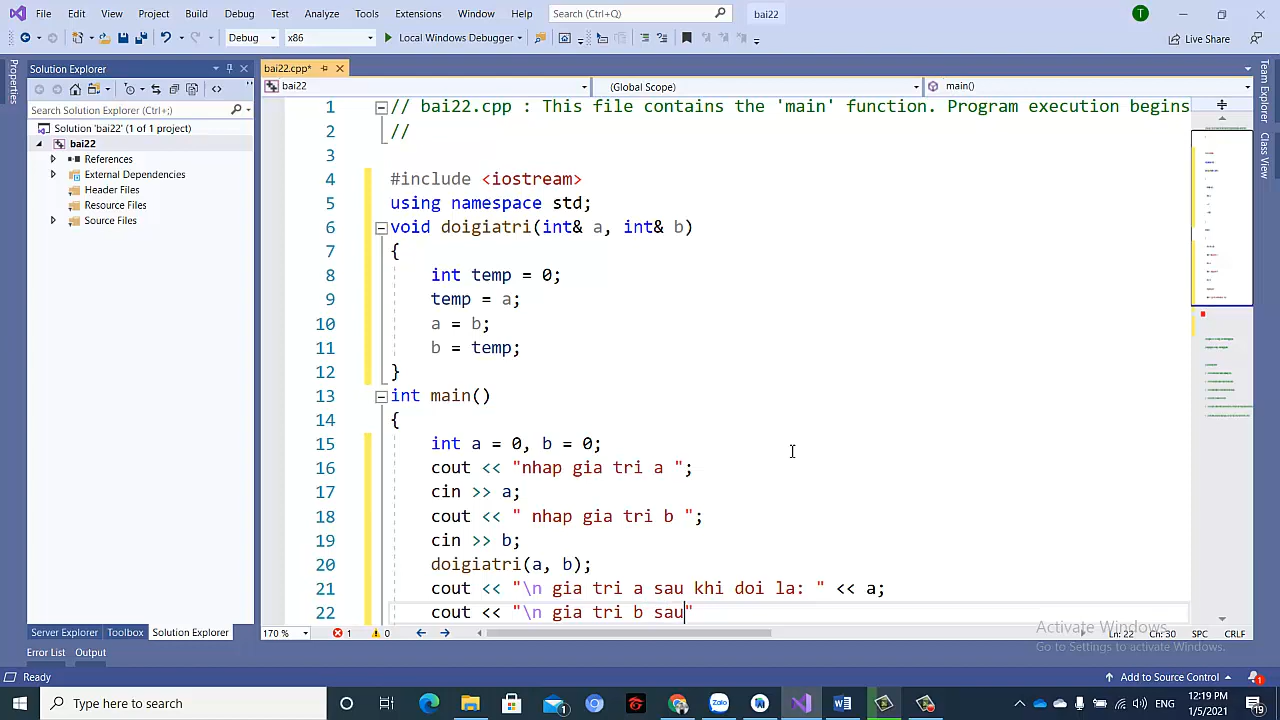 File Edit View Git Project Build Debug Test Analyze Tools Extensions Window Help Search (Ctrl+Q) bai22 T
Debug x86 Local Windows Debugger Live Share
Properties
Solution Explorer
Search Solution Explorer (Ctrl+;)
Solution 'bai22' (1 of 1 project)
bai22
References
External Dependencies
Header Files
Resource Files
Source Files
bai22.cpp*
bai22 (Global Scope) main()
1 // bai22.cpp : This file contains the 'main' function. Program execution begins
2 //
3
4 #include <iostream>
5 using namespace std;
6 void doigiatri(int& a, int& b)
7 {
8 int temp = 0;
9 temp = a;
10 a = b;
11 b = temp;
12 }
13 int main()
14 {
15 int a = 0, b = 0;
16 cout << "nhap gia tri a ";
17 cin >> a;
18 cout << " nhap gia tri b ";
19 cin >> b;
20 doigiatri(a, b);
21 cout << "\n gia tri a sau khi doi la: " << a;
22 cout << "\n gia tri b sau"
Team Explorer Class View
Server Explorer Toolbox Solution Explorer
170 % 1 0 Ln: 22 Ch: 30 SPC CRLF
Activate Windows
Go to Settings to activate Windows.
Error List Output
Ready Add to Source Control 1
Type here to search
1
Zalo
12:19 PM
1/5/2021
19